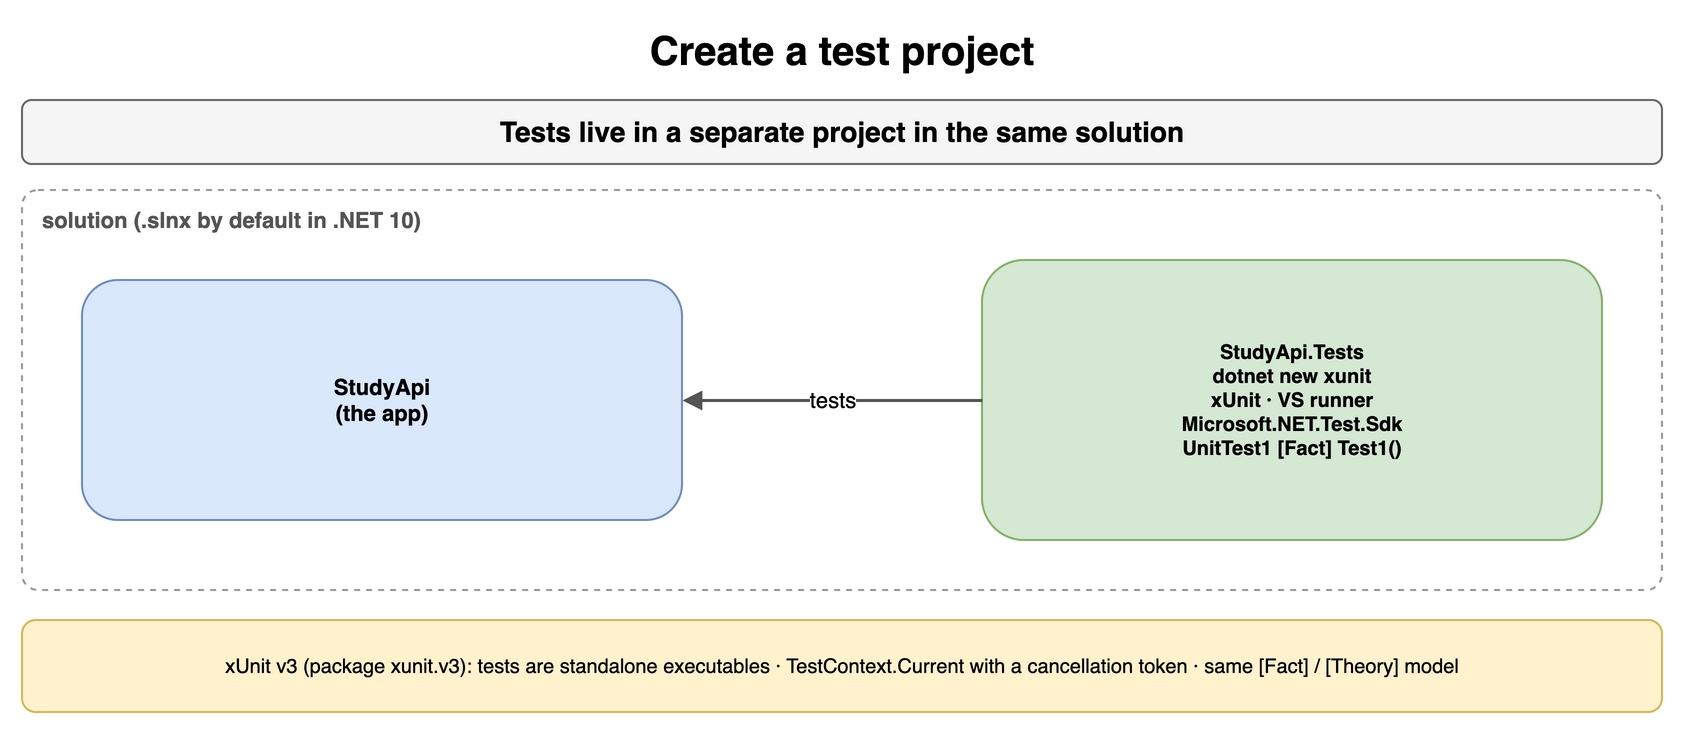 Create a test project
Tests live in a separate project in the same solution
solution (.slnx by default in .NET 10)
StudyApi
(the app)
tests
StudyApi.Tests
dotnet new xunit
xUnit · VS runner
Microsoft.NET.Test.Sdk
UnitTest1 [Fact] Test1()
xUnit v3 (package xunit.v3): tests are standalone executables · TestContext.Current with a cancellation token · same [Fact] / [Theory] model